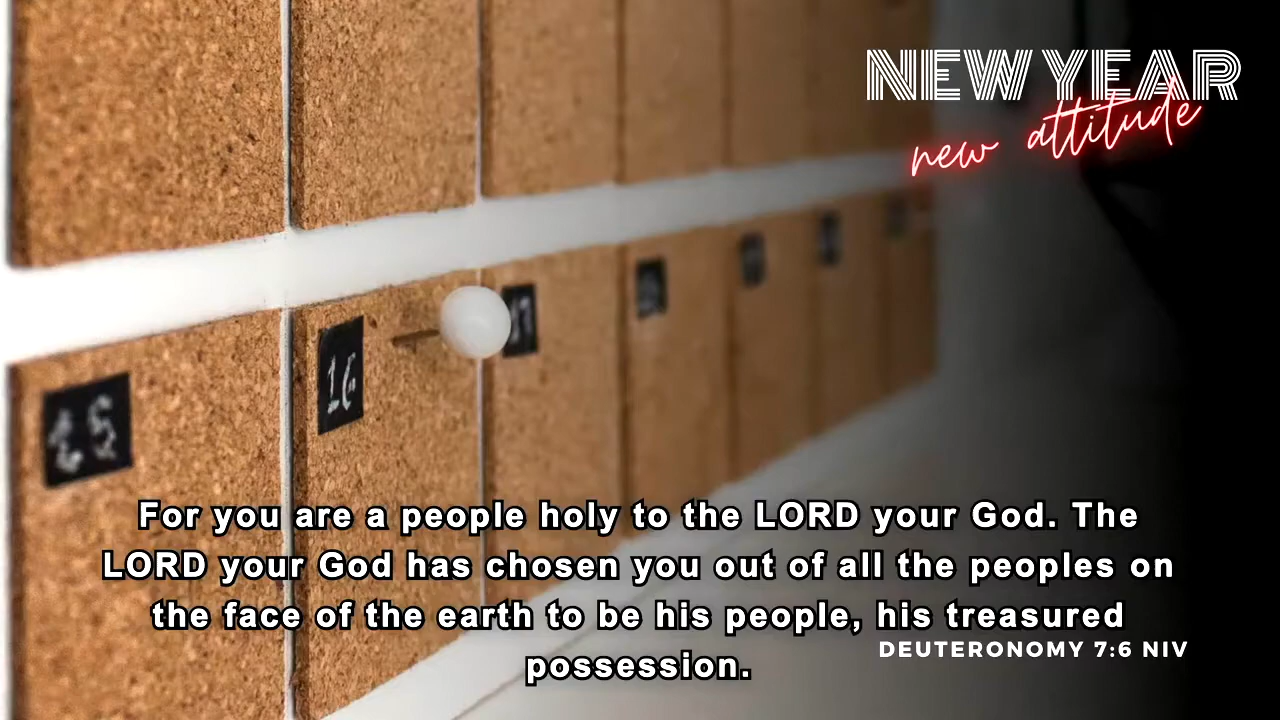 NEW YEAR
new attitude
16
For you are a people holy to the LORD your God. The
LORD your God has chosen you out of all the peoples on
the face of the earth to be his people, his treasured
possession.
DEUTERONOMY 7:6 NIV